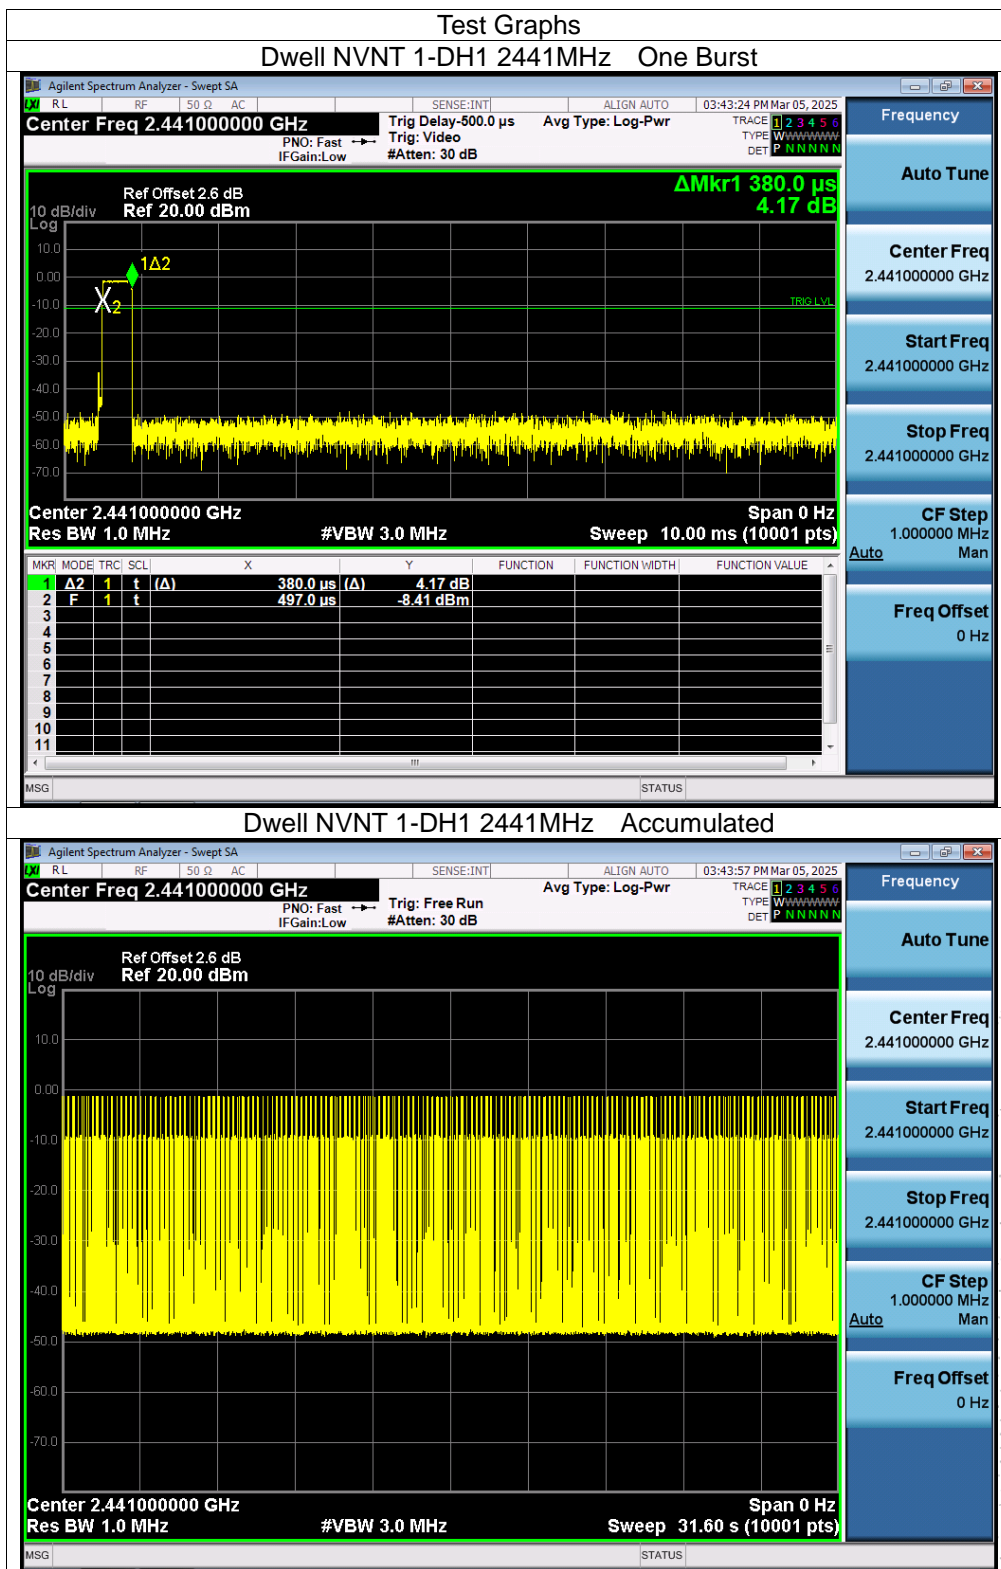 Test Graphs
Dwell NVNT 1-DH1 2441MHz One Burst
Agilent Spectrum Analyzer - Swept SA
LXI RL RF 50 Ω AC SENSE:INT ALIGN AUTO 03:43:24 PM Mar 05, 2025
Center Freq 2.441000000 GHz Trig Delay-500.0 µs Avg Type: Log-Pwr TRACE 1 2 3 4 5 6
PNO: Fast Trig: Video TYPE WWWWWWW
IFGain:Low #Atten: 30 dB DET P N N N N N
Frequency
ΔMkr1 380.0 µs
4.17 dB
Ref Offset 2.6 dB
10 dB/div Ref 20.00 dBm
Log
10.0
0.00
-10.0
-20.0
-30.0
-40.0
-50.0
-60.0
-70.0
1Δ2
X2
TRIG LVL
Center 2.441000000 GHz Span 0 Hz
Res BW 1.0 MHz #VBW 3.0 MHz Sweep 10.00 ms (10001 pts)
MKR MODE TRC SCL X Y FUNCTION FUNCTION WIDTH FUNCTION VALUE
1 Δ2 1 t (Δ) 380.0 µs (Δ) 4.17 dB
2 F 1 t 497.0 µs -8.41 dBm
3
4
5
6
7
8
9
10
11
MSG STATUS
Auto Tune
Center Freq
2.441000000 GHz
Start Freq
2.441000000 GHz
Stop Freq
2.441000000 GHz
CF Step
1.000000 MHz
Auto Man
Freq Offset
0 Hz
Dwell NVNT 1-DH1 2441MHz Accumulated
Agilent Spectrum Analyzer - Swept SA
LXI RL RF 50 Ω AC SENSE:INT ALIGN AUTO 03:43:57 PM Mar 05, 2025
Center Freq 2.441000000 GHz Avg Type: Log-Pwr TRACE 1 2 3 4 5 6
PNO: Fast Trig: Free Run TYPE WWWWWWW
IFGain:Low #Atten: 30 dB DET P N N N N N
Frequency
Ref Offset 2.6 dB
10 dB/div Ref 20.00 dBm
Log
10.0
0.00
-10.0
-20.0
-30.0
-40.0
-50.0
-60.0
-70.0
Center 2.441000000 GHz Span 0 Hz
Res BW 1.0 MHz #VBW 3.0 MHz Sweep 31.60 s (10001 pts)
MSG STATUS
Auto Tune
Center Freq
2.441000000 GHz
Start Freq
2.441000000 GHz
Stop Freq
2.441000000 GHz
CF Step
1.000000 MHz
Auto Man
Freq Offset
0 Hz